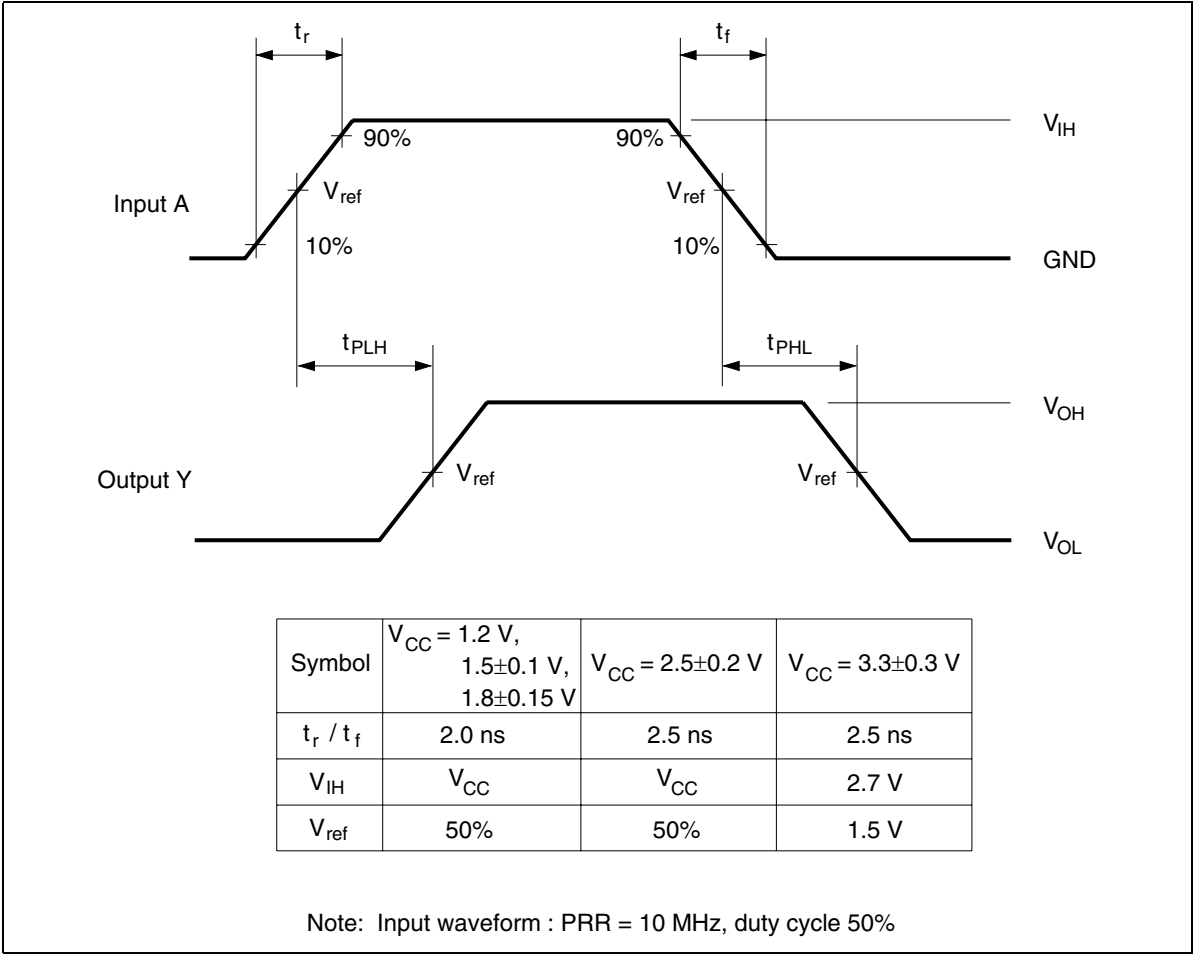 tr tf
90% 90% VIH
Input A Vref Vref
10% 10% GND
tPLH tPHL
VOH
Output Y Vref Vref
VOL
Symbol VCC = 1.2 V, 1.5±0.1 V, 1.8±0.15 V VCC = 2.5±0.2 V VCC = 3.3±0.3 V
tr / tf 2.0 ns 2.5 ns 2.5 ns
VIH VCC VCC 2.7 V
Vref 50% 50% 1.5 V
Note: Input waveform : PRR = 10 MHz, duty cycle 50%